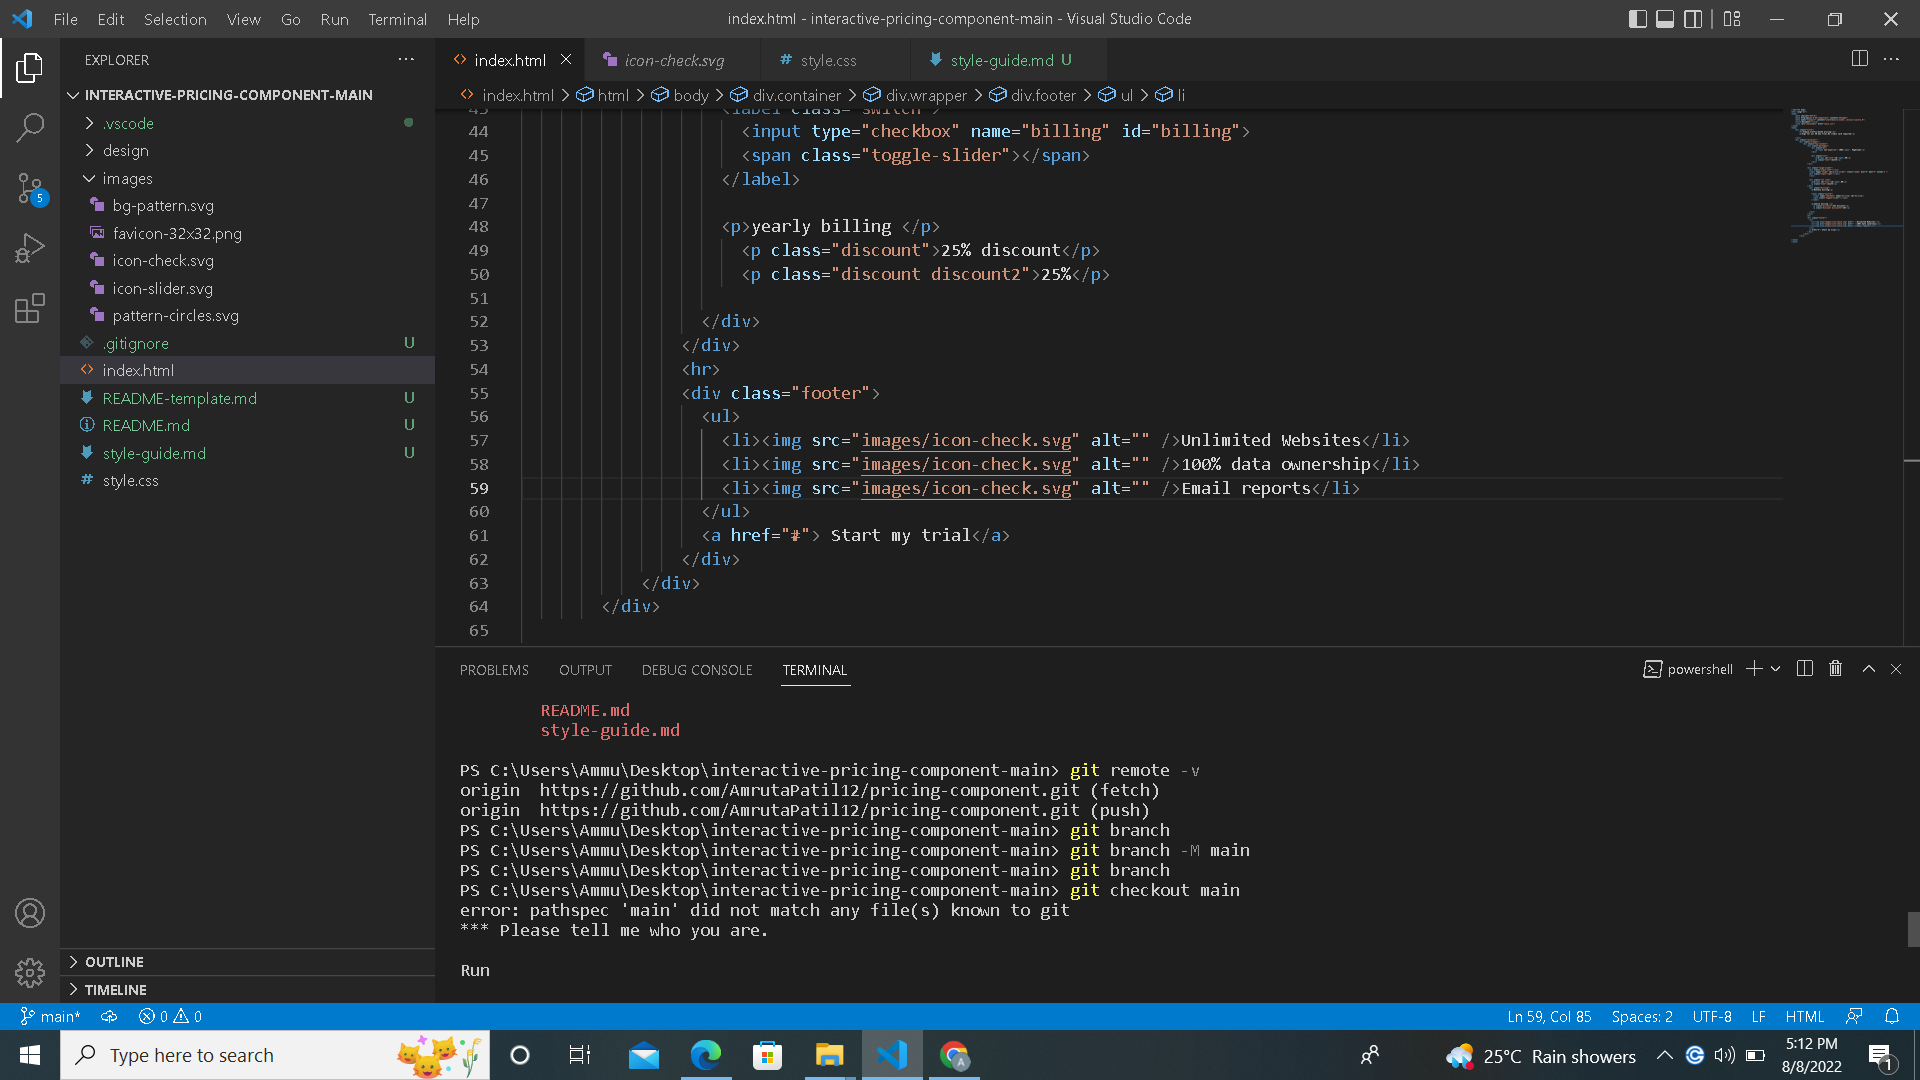 File Edit Selection View Go Run Terminal Help
index.html - interactive-pricing-component-main - Visual Studio Code
EXPLORER
INTERACTIVE-PRICING-COMPONENT-MAIN
.vscode
design
images
bg-pattern.svg
favicon-32x32.png
icon-check.svg
icon-slider.svg
pattern-circles.svg
.gitignore U
index.html
README-template.md U
README.md U
style-guide.md U
style.css
OUTLINE
TIMELINE
5
index.html icon-check.svg style.css style-guide.md U
index.html > html > body > div.container > div.wrapper > div.footer > ul > li
43 <label class="switch">
44 <input type="checkbox" name="billing" id="billing">
45 <span class="toggle-slider"></span>
46 </label>
47
48 <p>yearly billing </p>
49 <p class="discount">25% discount</p>
50 <p class="discount discount2">25%</p>
51
52 </div>
53 </div>
54 <hr>
55 <div class="footer">
56 <ul>
57 <li><img src="images/icon-check.svg" alt="" />Unlimited Websites</li>
58 <li><img src="images/icon-check.svg" alt="" />100% data ownership</li>
59 <li><img src="images/icon-check.svg" alt="" />Email reports</li>
60 </ul>
61 <a href="#"> Start my trial</a>
62 </div>
63 </div>
64 </div>
65
PROBLEMS OUTPUT DEBUG CONSOLE TERMINAL
powershell
README.md
style-guide.md
PS C:\Users\Ammu\Desktop\interactive-pricing-component-main> git remote -v
origin https://github.com/AmrutaPatil12/pricing-component.git (fetch)
origin https://github.com/AmrutaPatil12/pricing-component.git (push)
PS C:\Users\Ammu\Desktop\interactive-pricing-component-main> git branch
PS C:\Users\Ammu\Desktop\interactive-pricing-component-main> git branch -M main
PS C:\Users\Ammu\Desktop\interactive-pricing-component-main> git branch
PS C:\Users\Ammu\Desktop\interactive-pricing-component-main> git checkout main
error: pathspec 'main' did not match any file(s) known to git
*** Please tell me who you are.
Run
main* 0 0
Ln 59, Col 85 Spaces: 2 UTF-8 LF HTML
Type here to search
25°C Rain showers
5:12 PM
8/8/2022
1